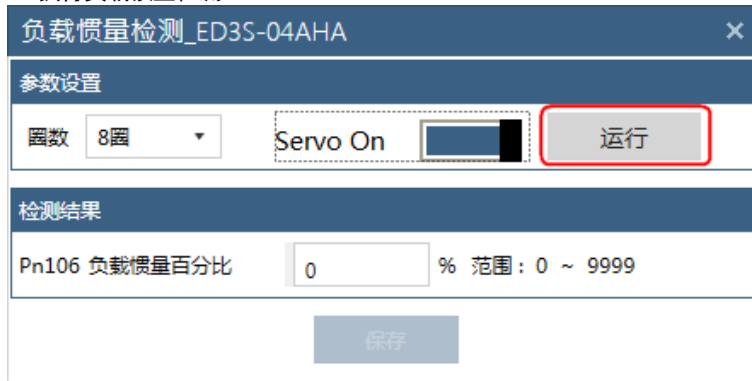 负载惯量检测_ED3S-04AHA ×
参数设置
圈数 8圈 Servo On 运行
检测结果
Pn106 负载惯量百分比 0 % 范围：0 ~ 9999
保存